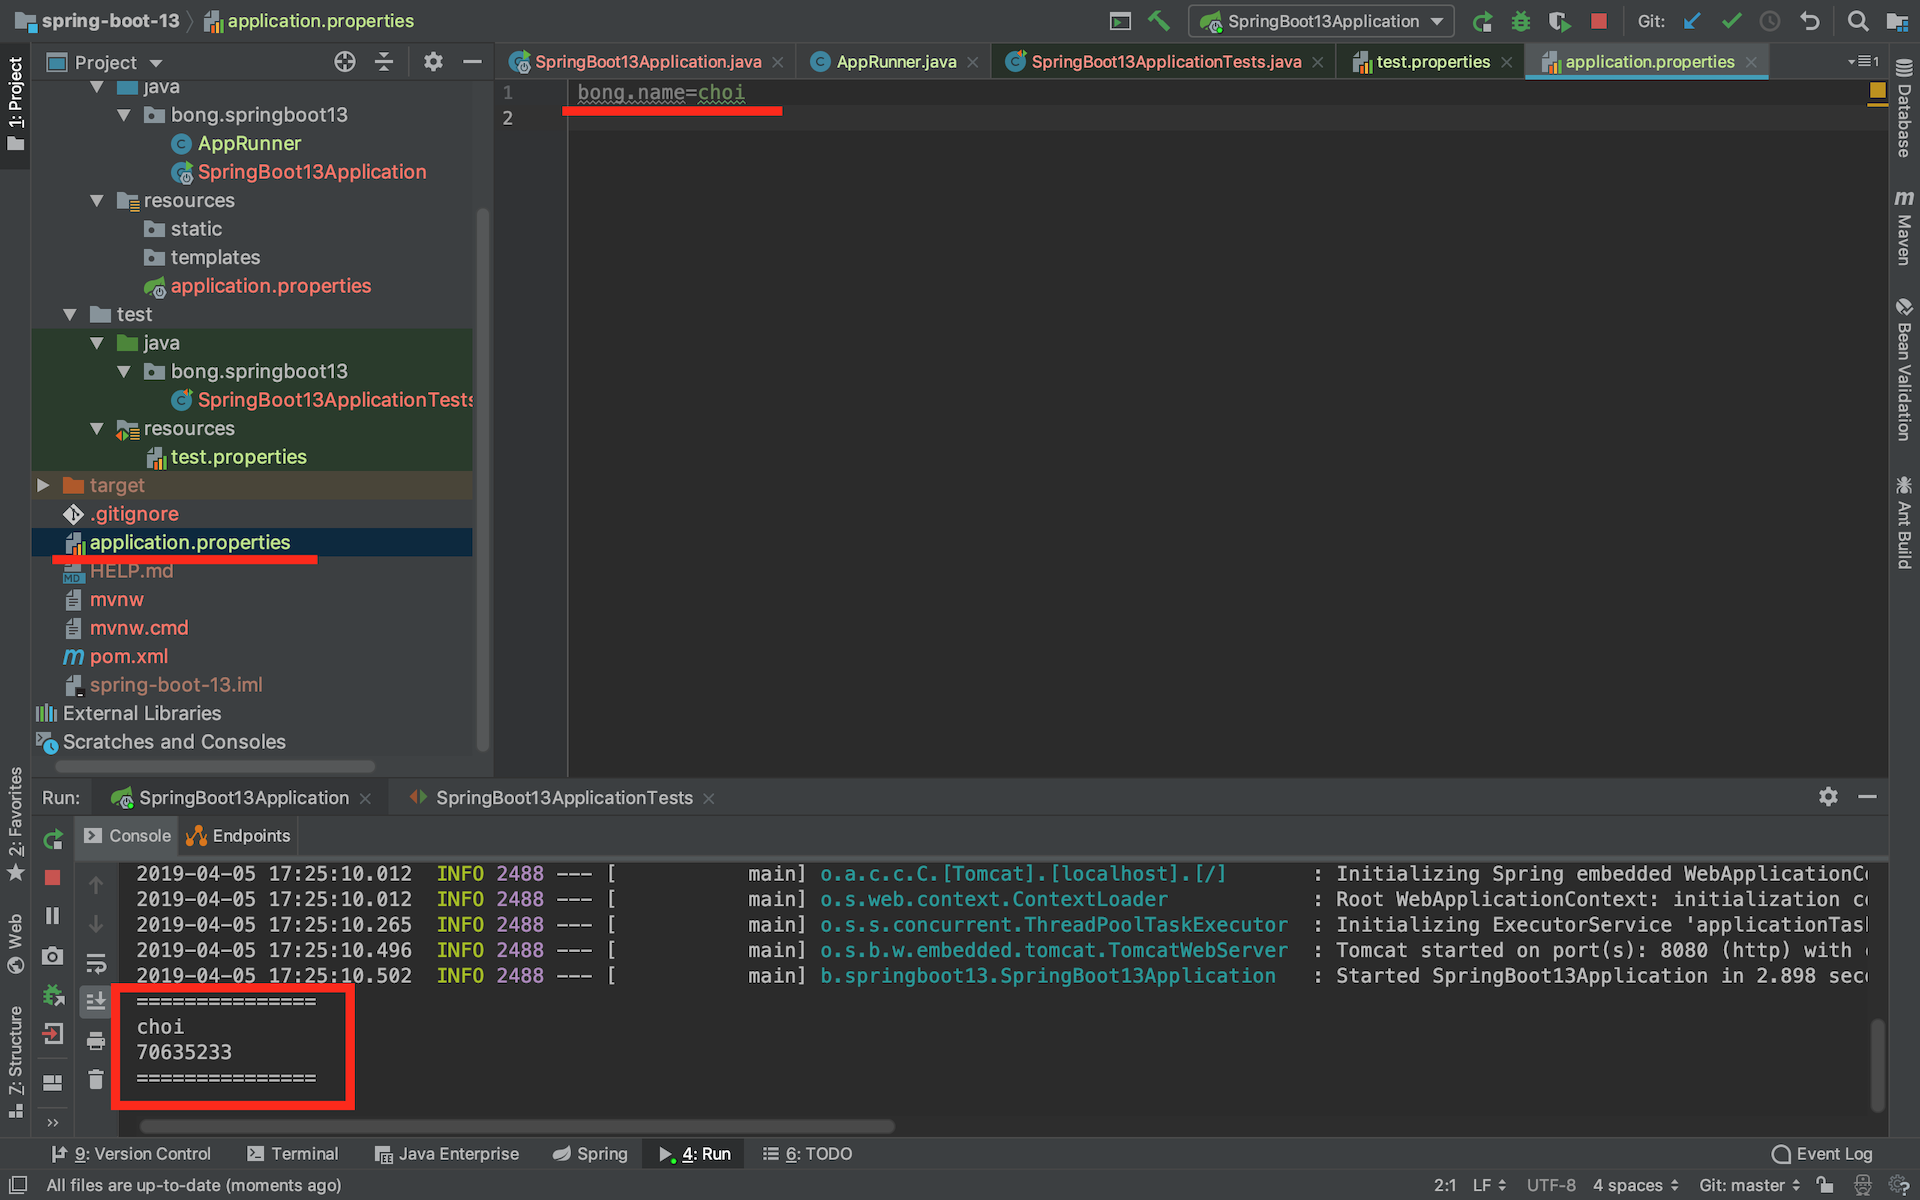 spring-boot-13 application.properties SpringBoot13Application Git:
1: Project
Project
SpringBoot13Application.java AppRunner.java SpringBoot13ApplicationTests.java test.properties application.properties 1
java
bong.springboot13
AppRunner
SpringBoot13Application
resources
static
templates
application.properties
test
java
bong.springboot13
SpringBoot13ApplicationTests
resources
test.properties
target
.gitignore
application.properties
HELP.md
mvnw
mvnw.cmd
pom.xml
spring-boot-13.iml
External Libraries
Scratches and Consoles
1 bong.name=choi
2
Database
Maven
Bean Validation
Ant Build
2: Favorites
Web
Z: Structure
Run: SpringBoot13Application SpringBoot13ApplicationTests
Console Endpoints
2019-04-05 17:25:10.012 INFO 2488 --- [ main] o.a.c.c.C.[Tomcat].[localhost].[/] : Initializing Spring embedded WebApplicationCo
2019-04-05 17:25:10.012 INFO 2488 --- [ main] o.s.web.context.ContextLoader : Root WebApplicationContext: initialization co
2019-04-05 17:25:10.265 INFO 2488 --- [ main] o.s.s.concurrent.ThreadPoolTaskExecutor : Initializing ExecutorService 'applicationTask
2019-04-05 17:25:10.496 INFO 2488 --- [ main] o.s.b.w.embedded.tomcat.TomcatWebServer : Tomcat started on port(s): 8080 (http) with
2019-04-05 17:25:10.502 INFO 2488 --- [ main] b.springboot13.SpringBoot13Application : Started SpringBoot13Application in 2.898 sec
===============
choi
70635233
===============
9: Version Control Terminal Java Enterprise Spring 4: Run 6: TODO Event Log
All files are up-to-date (moments ago) 2:1 LF UTF-8 4 spaces Git: master